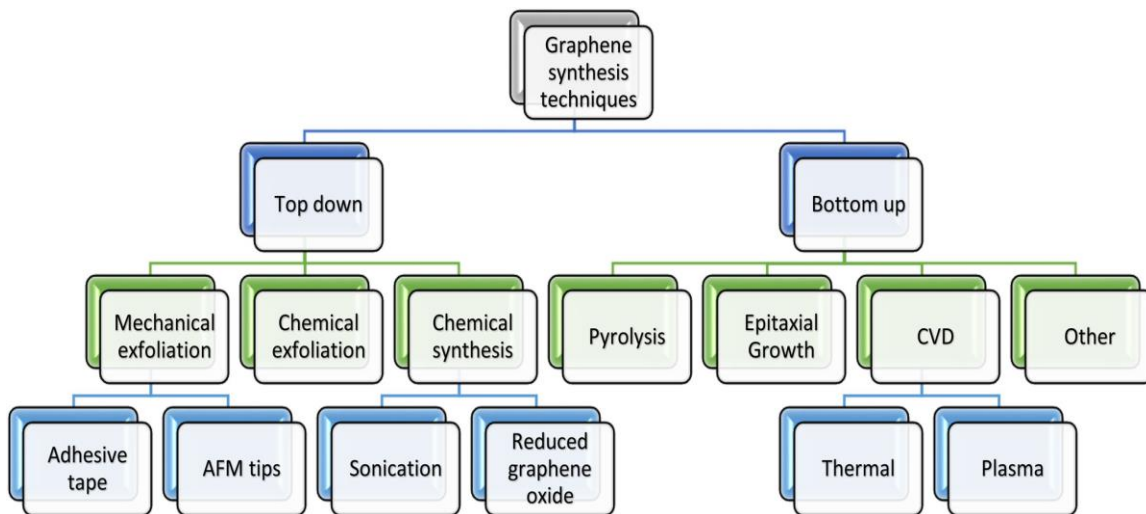 Graphene
synthesis
techniques
Top down
Bottom up
Mechanical
exfoliation
Chemical
exfoliation
Chemical
synthesis
Pyrolysis
Epitaxial
Growth
CVD
Other
Adhesive
tape
AFM tips
Sonication
Reduced
graphene
oxide
Thermal
Plasma